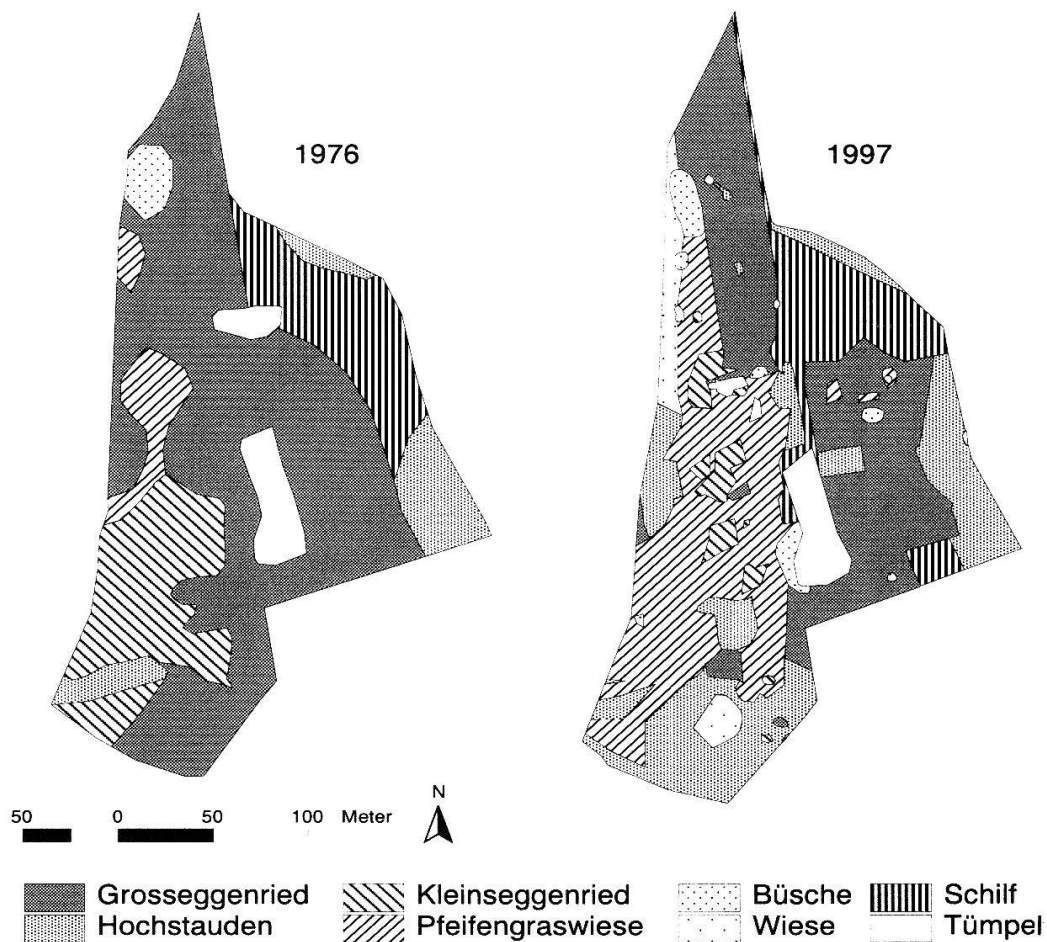 1976
1997
N
50 0 50 100 Meter
Grosseggenried Kleinseggenried Büsche Schilf
Hochstauden Pfeifengraswiese Wiese Tümpel